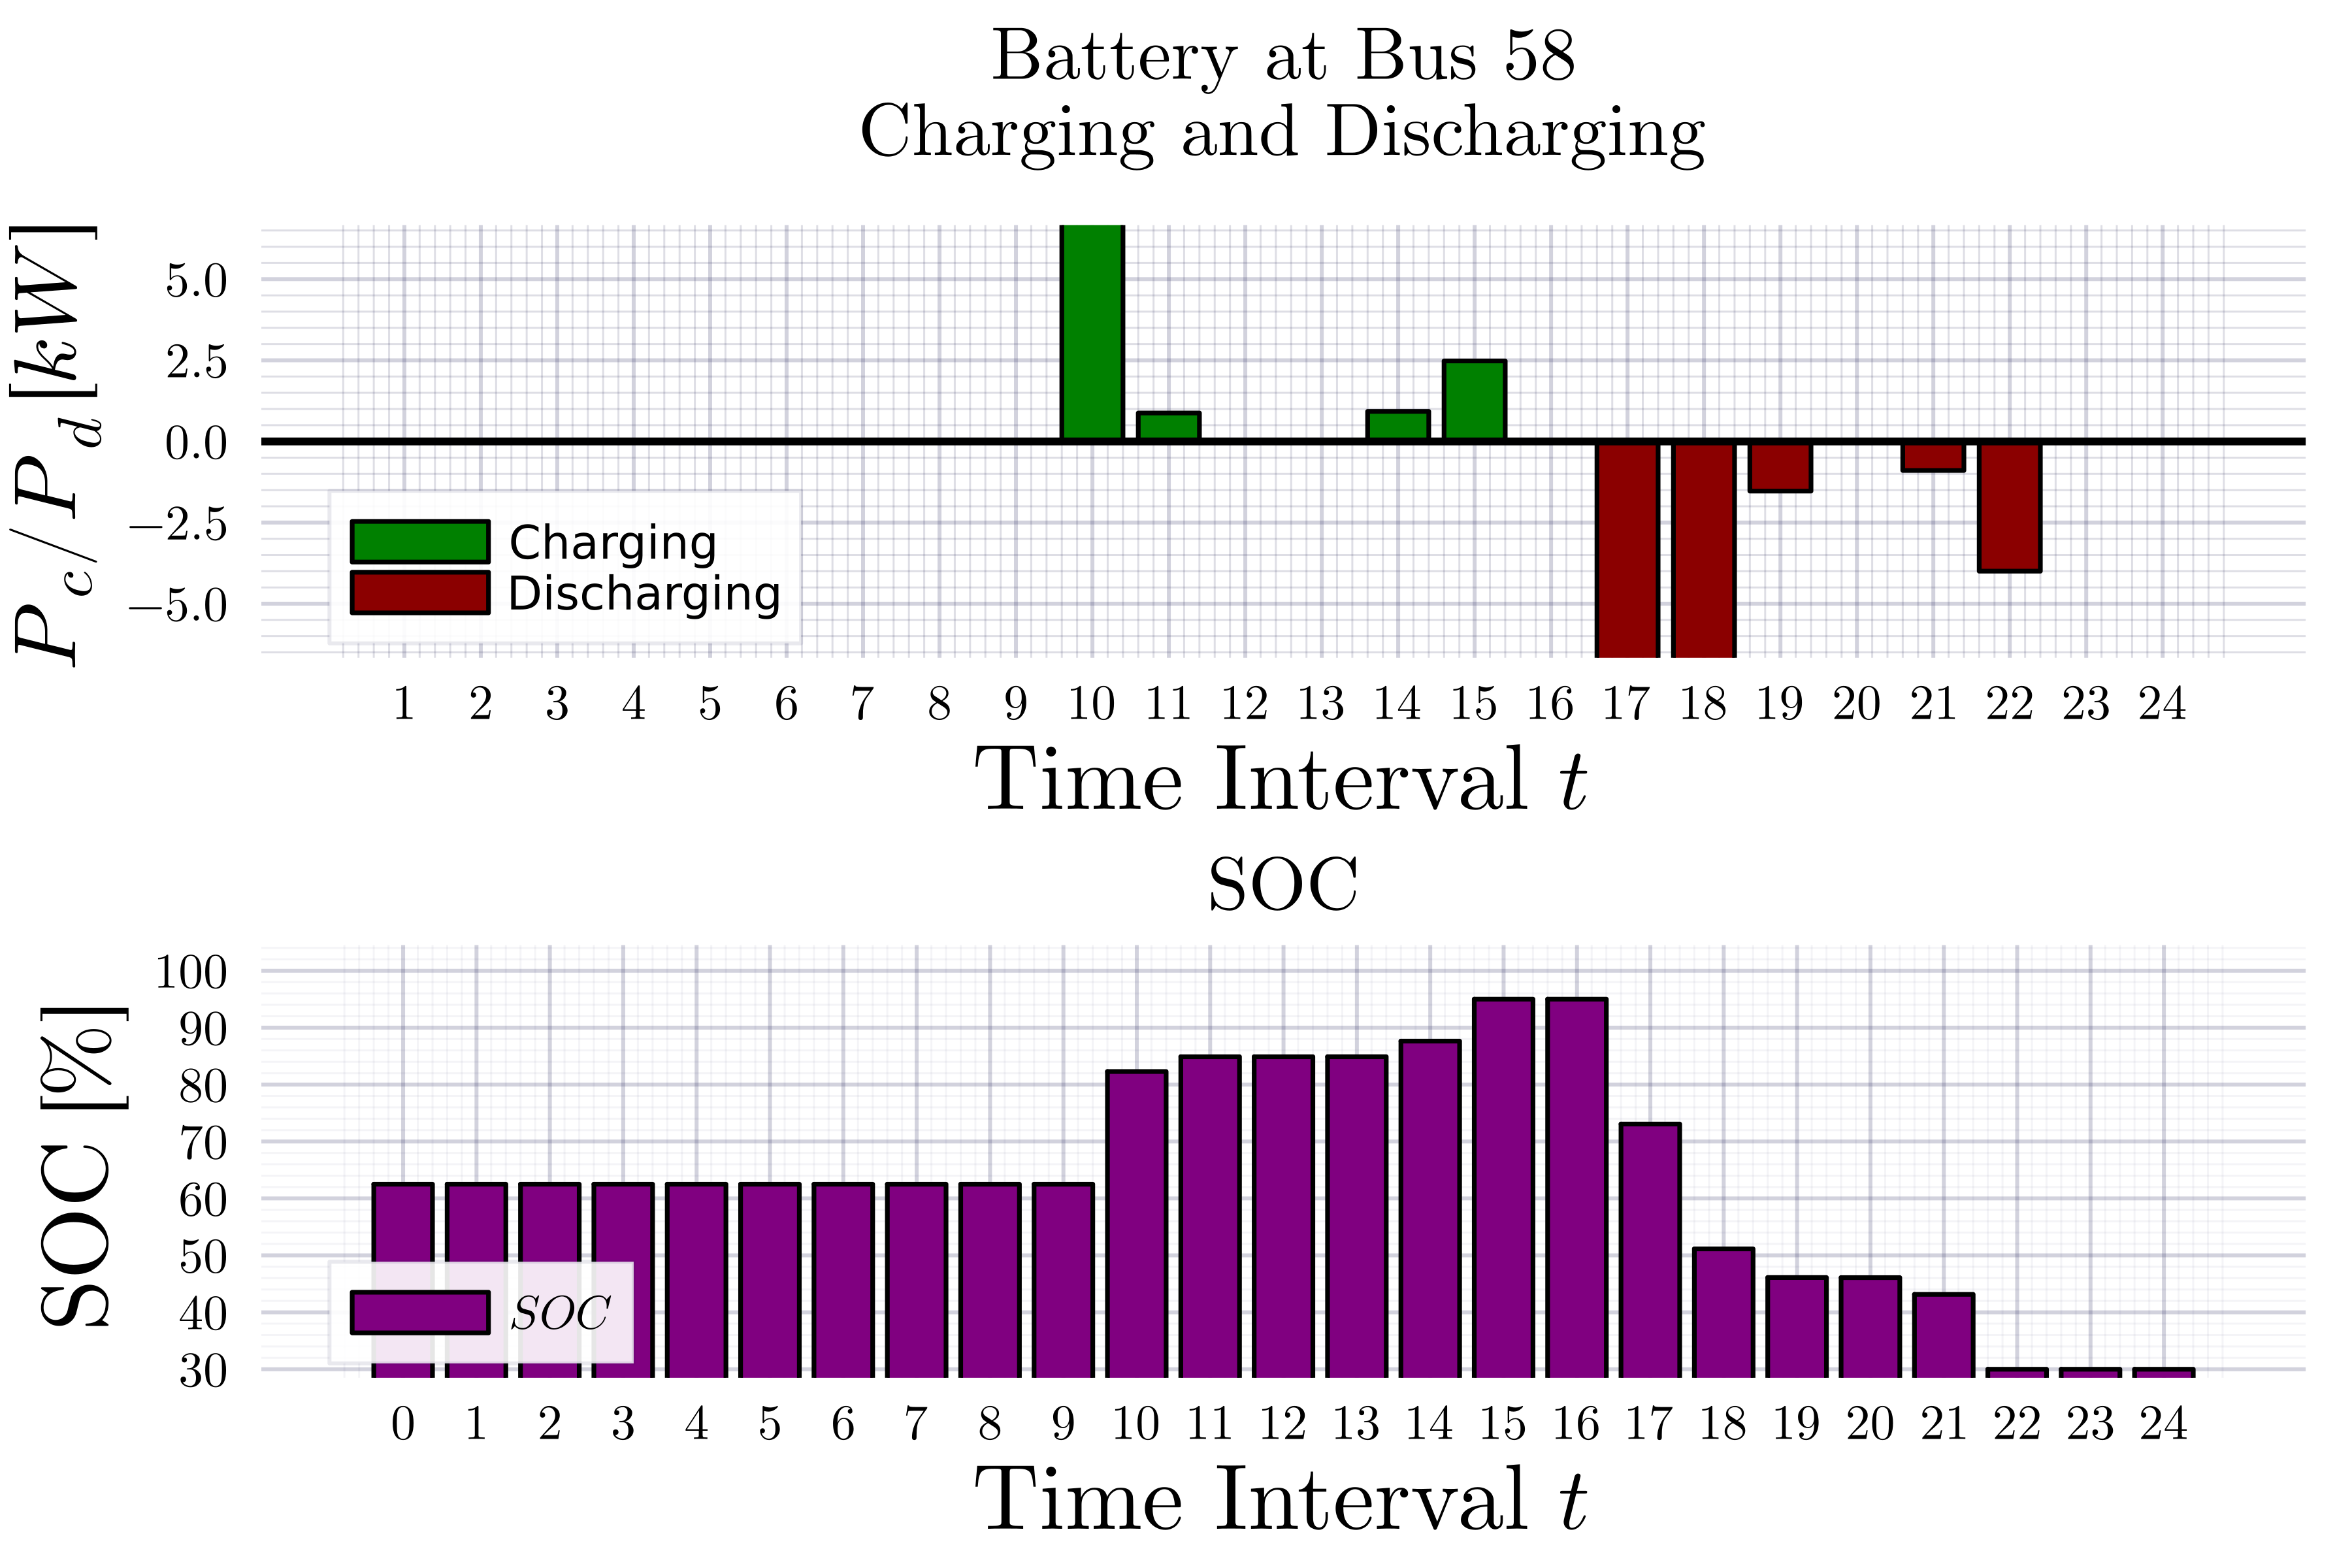 Battery at Bus 58
Charging and Discharging
P_c/P_d [kW]
5.0
2.5
0.0
−2.5
−5.0
Charging
Discharging
1 2 3 4 5 6 7 8 9 10 11 12 13 14 15 16 17 18 19 20 21 22 23 24
Time Interval t
SOC
SOC [%]
100
90
80
70
60
50
40
30
SOC
0 1 2 3 4 5 6 7 8 9 10 11 12 13 14 15 16 17 18 19 20 21 22 23 24
Time Interval t